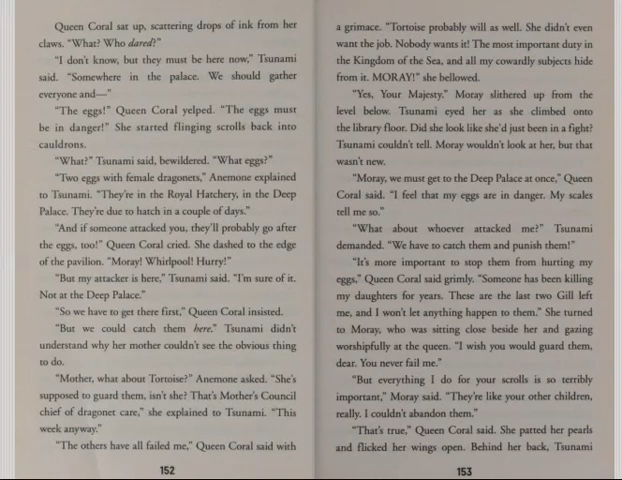 Queen Coral sat up, scattering drops of ink from her
claws. “What? Who dared?”
“I don’t know, but they must be here now,” Tsunami
said. “Somewhere in the palace. We should gather
everyone and—”
“The eggs!” Queen Coral yelped. “The eggs must
be in danger!” She started flinging scrolls back into
cauldrons.
“What?” Tsunami said, bewildered. “What eggs?”
“Two eggs with female dragonets,” Anemone explained
to Tsunami. “They’re in the Royal Hatchery, in the Deep
Palace. They’re due to hatch in a couple of days.”
“And if someone attacked you, they’ll probably go after
the eggs, too!” Queen Coral cried. She dashed to the edge
of the pavilion. “Moray! Whirlpool! Hurry!”
“But my attacker is here,” Tsunami said. “I’m sure of it.
Not at the Deep Palace.”
“So we have to get there first,” Queen Coral insisted.
“But we could catch them here.” Tsunami didn’t
understand why her mother couldn’t see the obvious thing
to do.
“Mother, what about Tortoise?” Anemone asked. “She’s
supposed to guard them, isn’t she? That’s Mother’s Council
chief of dragonet care,” she explained to Tsunami. “This
week anyway.”
“The others have all failed me,” Queen Coral said with
152
a grimace. “Tortoise probably will as well. She didn’t even
want the job. Nobody wants it! The most important duty in
the Kingdom of the Sea, and all my cowardly subjects hide
from it. MORAY!” she bellowed.
“Yes, Your Majesty.” Moray slithered up from the
level below. Tsunami eyed her as she climbed onto
the library floor. Did she look like she’d just been in a fight?
Tsunami couldn’t tell. Moray wouldn’t look at her, but that
wasn’t new.
“Moray, we must get to the Deep Palace at once,” Queen
Coral said. “I feel that my eggs are in danger. My scales
tell me so.”
“What about whoever attacked me?” Tsunami
demanded. “We have to catch them and punish them!”
“It’s more important to stop them from hurting my
eggs,” Queen Coral said grimly. “Someone has been killing
my daughters for years. These are the last two Gill left
me, and I won’t let anything happen to them.” She turned
to Moray, who was sitting close beside her and gazing
worshipfully at the queen. “I wish you would guard them,
dear. You never fail me.”
“But everything I do for your scrolls is so terribly
important,” Moray said. “They’re like your other children,
really. I couldn’t abandon them.”
“That’s true,” Queen Coral said. She patted her pearls
and flicked her wings open. Behind her back, Tsunami
153